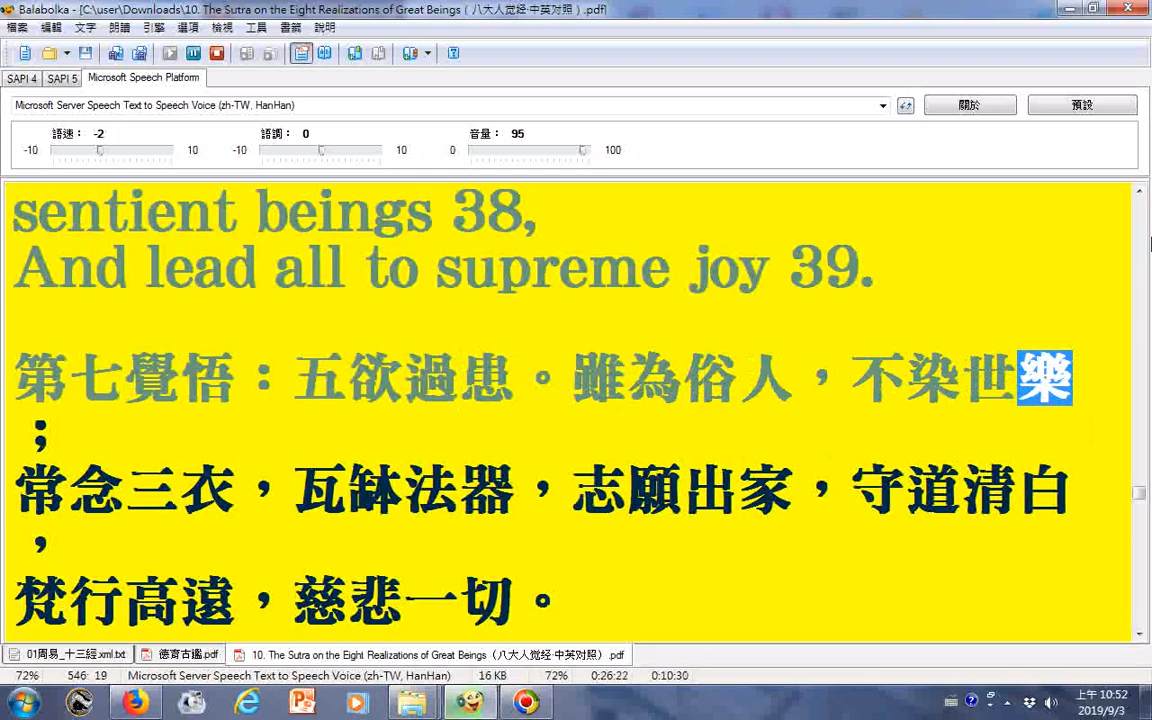 Balabolka - [C:\user\Downloads\10. The Sutra on the Eight Realizations of Great Beings（八大人觉经·中英对照）.pdf]
檔案 編輯 文字 朗讀 引擎 選項 檢視 工具 書籤 說明
SAPI 4 SAPI 5 Microsoft Speech Platform
Microsoft Server Speech Text to Speech Voice (zh-TW, HanHan) 關於 預設
語速： -2 語調： 0 音量： 95
-10 10 -10 10 0 100
sentient beings 38,
And lead all to supreme joy 39.
第七覺悟：五欲過患。雖為俗人，不染世樂
；
常念三衣，瓦缽法器，志願出家，守道清白
，
梵行高遠，慈悲一切。
01周易_十三經.xml.txt 德育古鑑.pdf 10. The Sutra on the Eight Realizations of Great Beings（八大人觉经·中英对照）.pdf
72% 546: 19 Microsoft Server Speech Text to Speech Voice (zh-TW, HanHan) 16 KB 72% 0:26:22 0:10:30
上午 10:52
2019/9/3